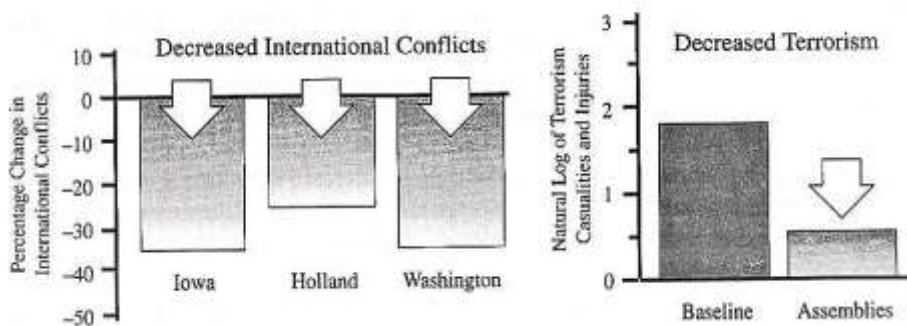 Decreased International Conflicts
Percentage Change in
International Conflicts
10
0
-10
-20
-30
-40
-50
Iowa
Holland
Washington
Decreased Terrorism
Natural Log of Terrorism
Casualities and Injuries
3
2
1
0
Baseline
Assemblies